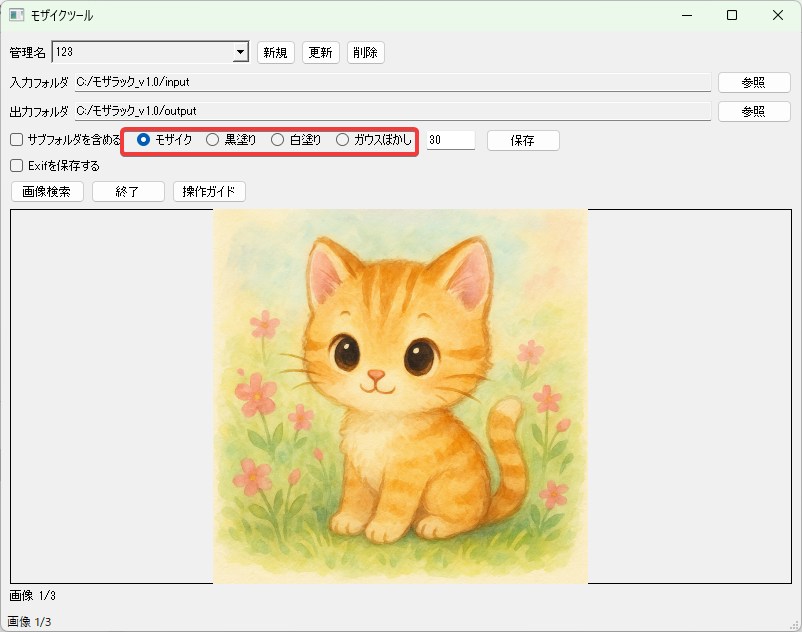 モザイクツール
管理名 123 新規 更新 削除
入力フォルダ C:/モザラック_v1.0/input 参照
出力フォルダ C:/モザラック_v1.0/output 参照
サブフォルダを含める モザイク 黒塗り 白塗り ガウスぼかし 30 保存
Exifを保存する
画像検索 終了 操作ガイド
画像 1/3
画像 1/3